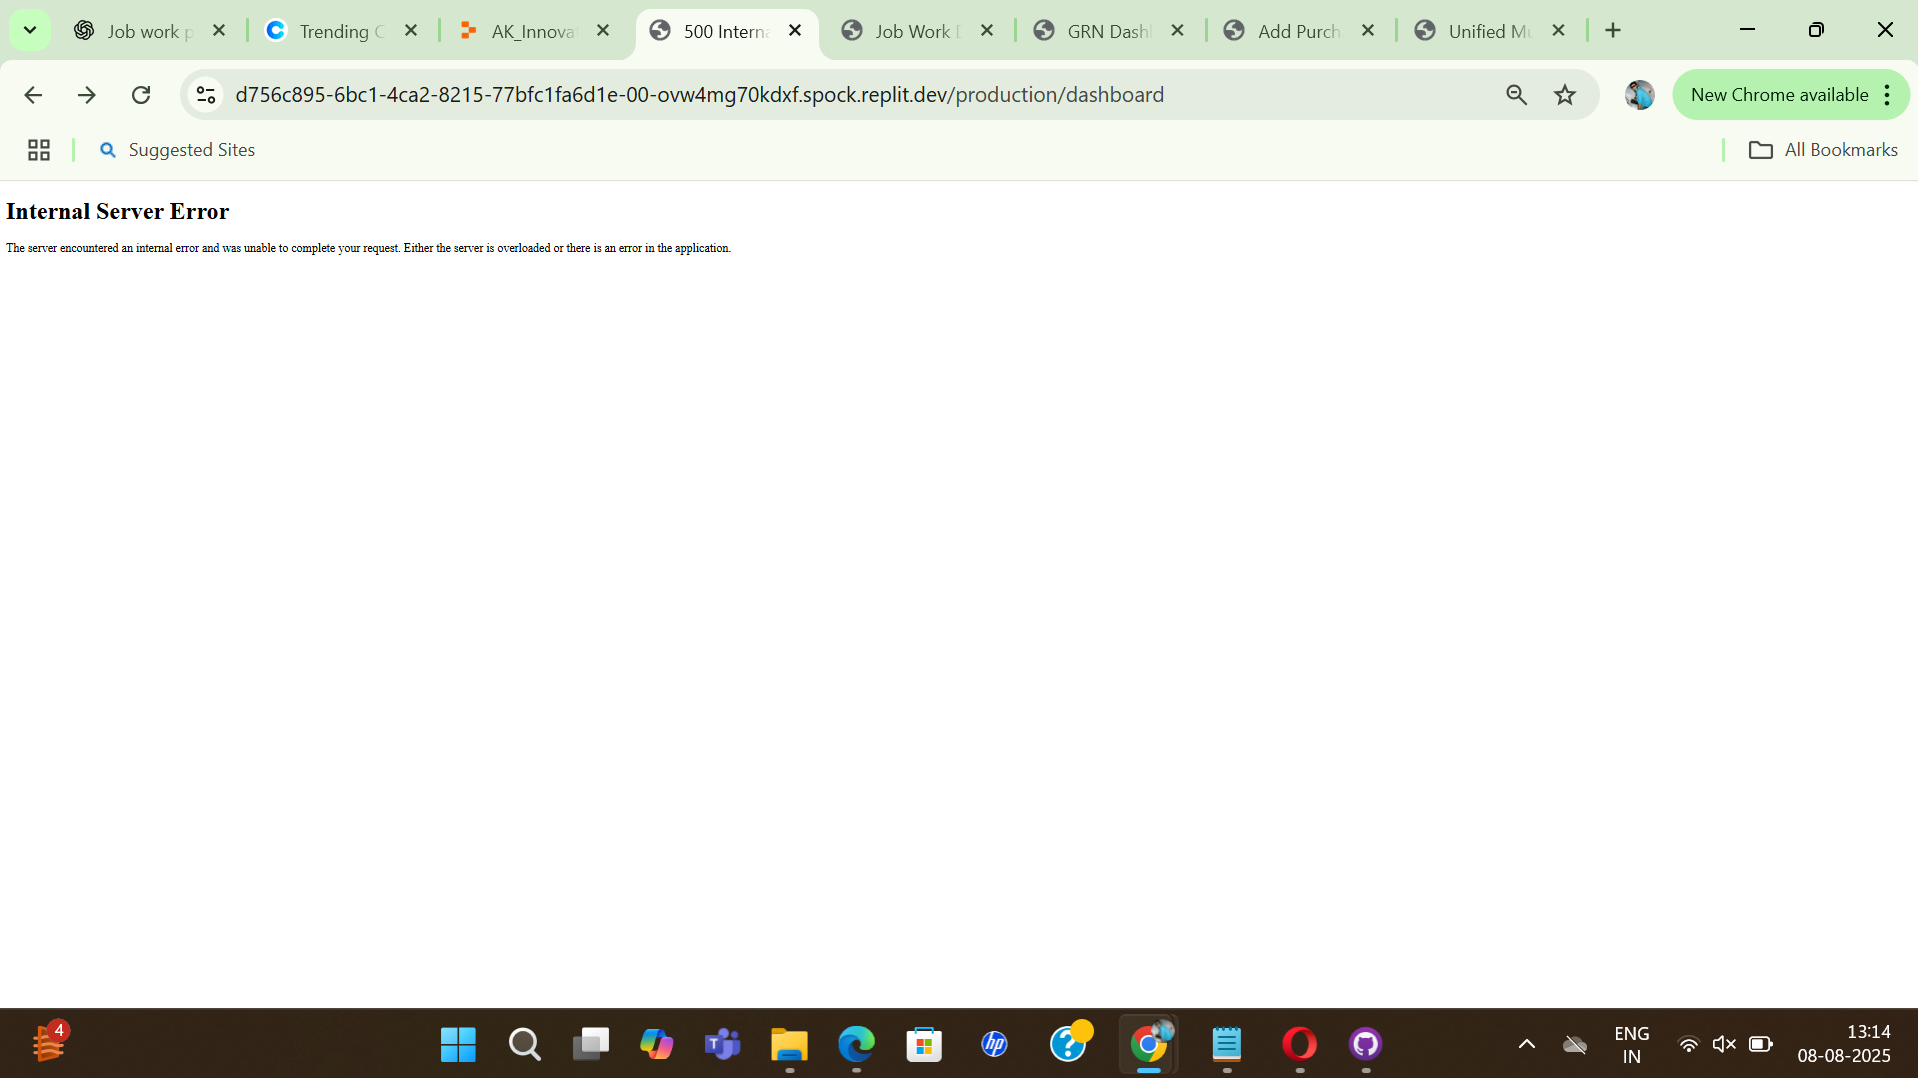 Job work p
Trending C
AK_Innova
500 Interna
Job Work D
GRN Dash
Add Purch
Unified Mu
d756c895-6bc1-4ca2-8215-77bfc1fa6d1e-00-ovw4mg70kdxf.spock.replit.dev/production/dashboard
New Chrome available
Suggested Sites
All Bookmarks
Internal Server Error
The server encountered an internal error and was unable to complete your request. Either the server is overloaded or there is an error in the application.
4
hp
ENG
IN
13:14
08-08-2025